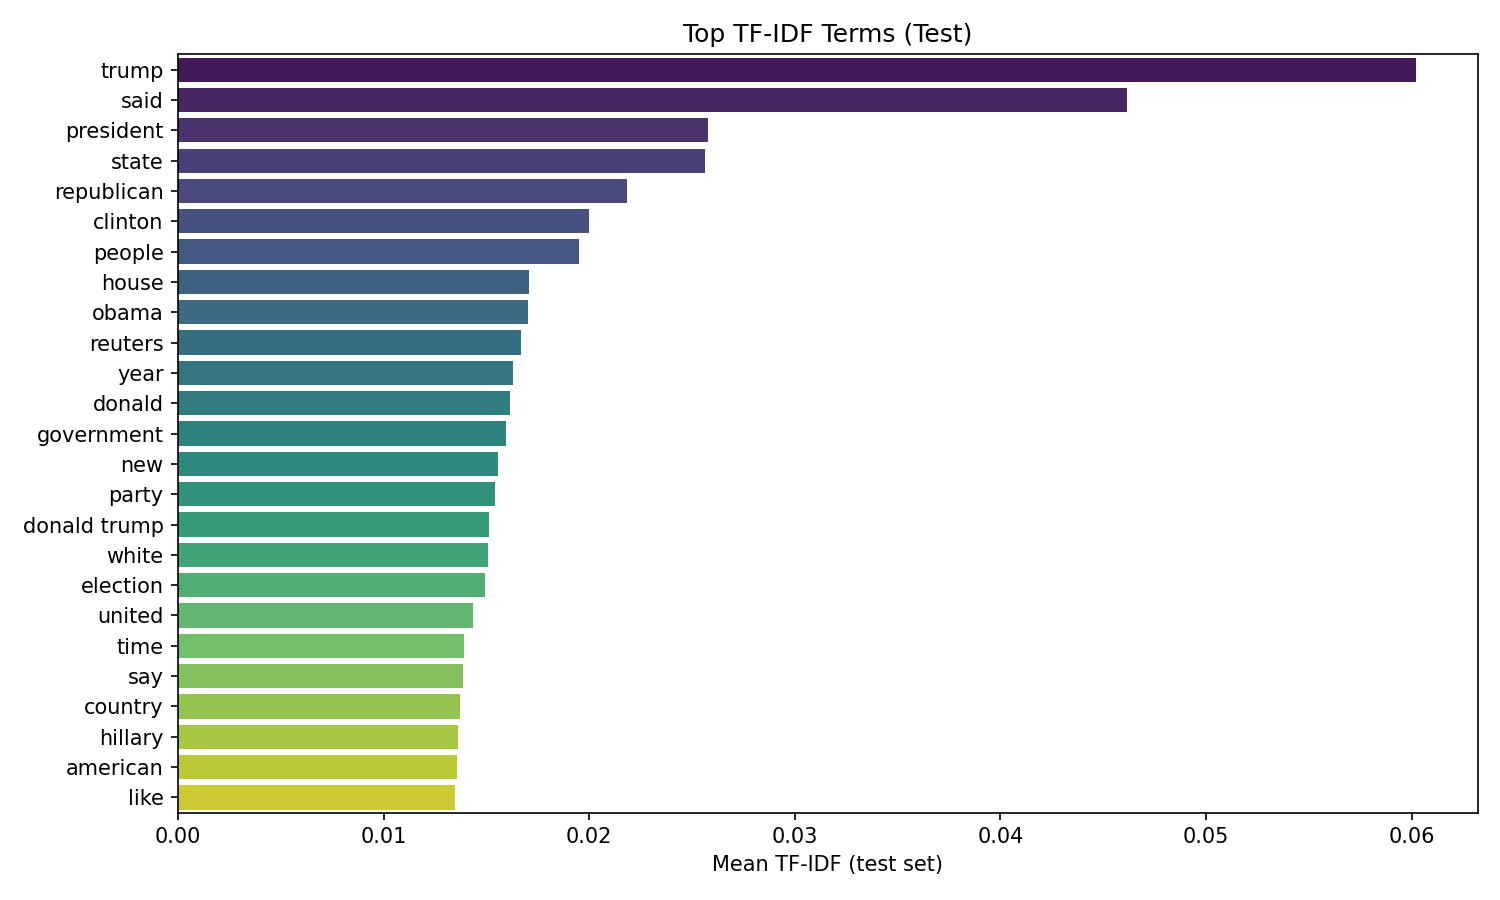 Top TF-IDF Terms (Test)
trump
said
president
state
republican
clinton
people
house
obama
reuters
year
donald
government
new
party
donald trump
white
election
united
time
say
country
hillary
american
like
0.00 0.01 0.02 0.03 0.04 0.05 0.06
Mean TF-IDF (test set)